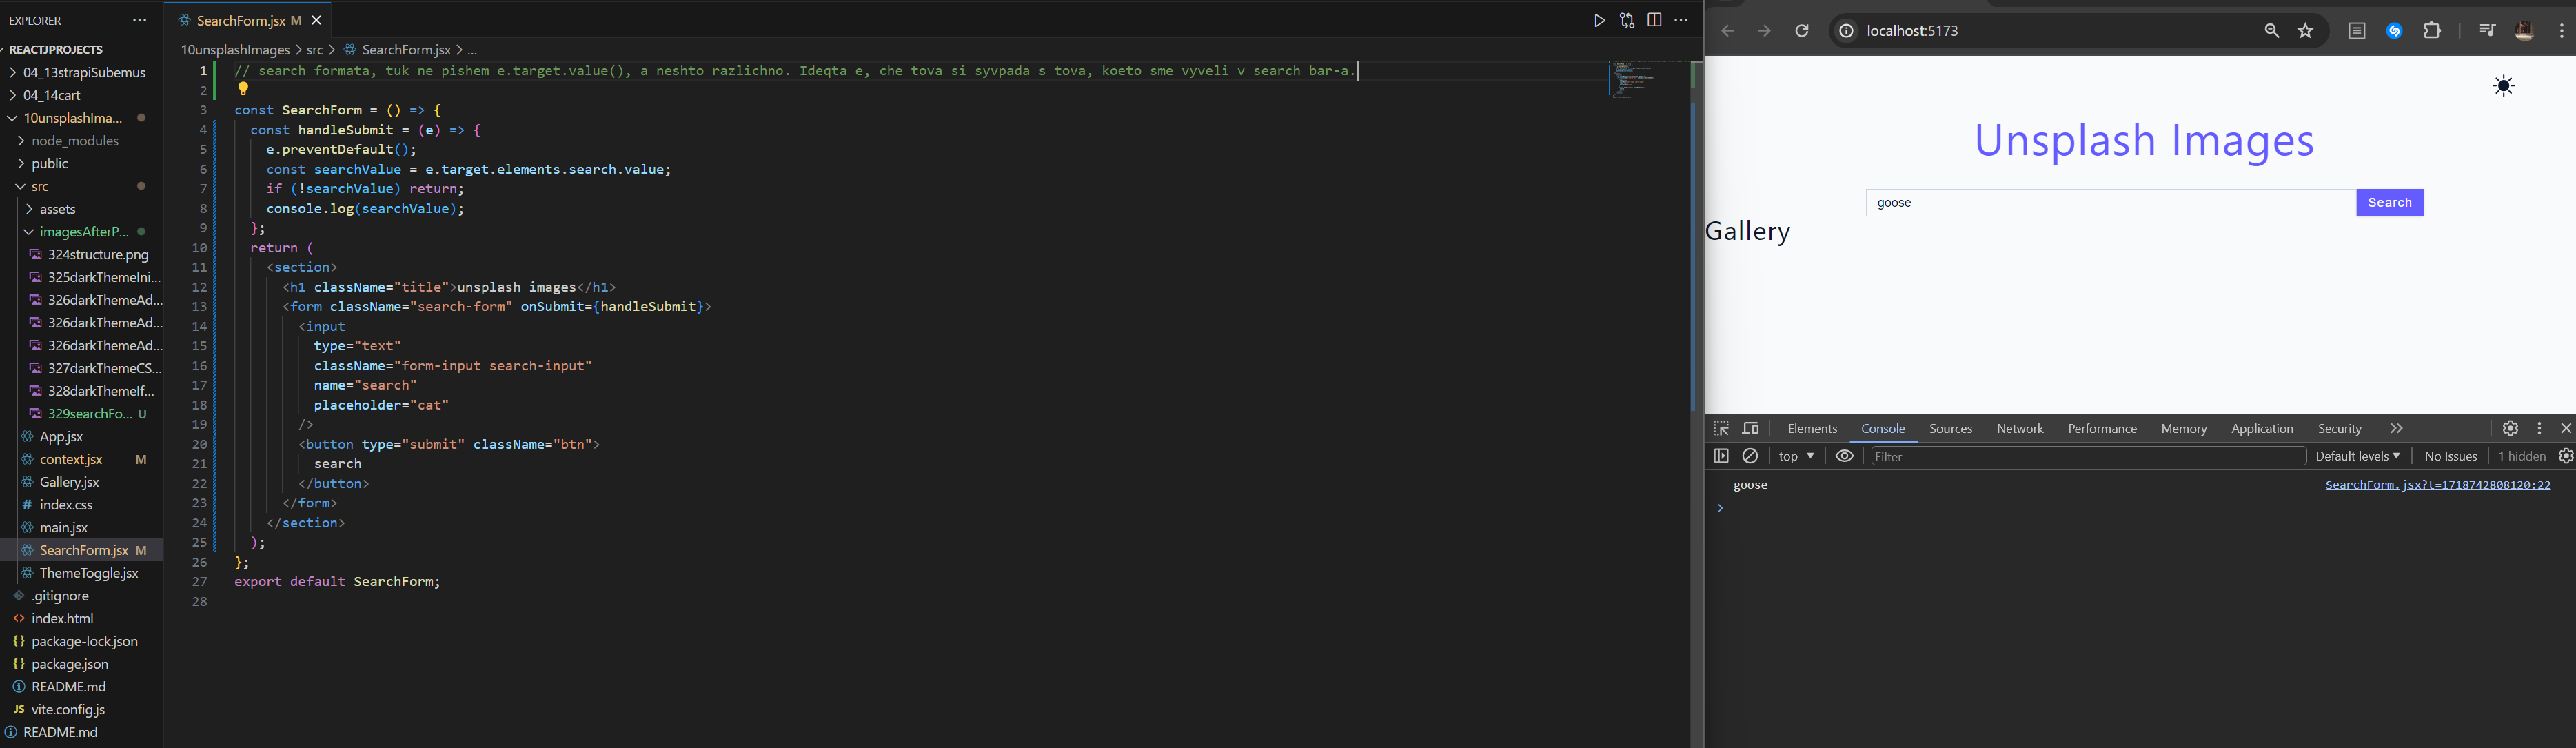 EXPLORER
REACTJPROJECTS
04_13strapiSubemus
04_14cart
10unsplashIma...
node_modules
public
src
assets
imagesAfterP...
324structure.png
325darkThemeIni...
326darkThemeAd...
326darkThemeAd...
326darkThemeAd...
327darkThemeCS...
328darkThemeIf...
329searchFo... U
App.jsx
context.jsx M
Gallery.jsx
index.css
main.jsx
SearchForm.jsx M
ThemeToggle.jsx
.gitignore
index.html
package-lock.json
package.json
README.md
vite.config.js
README.md
SearchForm.jsx M
10unsplashImages > src > SearchForm.jsx > ...
1 // search formata, tuk ne pishem e.target.value(), a neshto razlichno. Ideqta e, che tova si syvpada s tova, koeto sme vyveli v search bar-a.
2
3 const SearchForm = () => {
4 const handleSubmit = (e) => {
5 e.preventDefault();
6 const searchValue = e.target.elements.search.value;
7 if (!searchValue) return;
8 console.log(searchValue);
9 };
10 return (
11 <section>
12 <h1 className="title">unsplash images</h1>
13 <form className="search-form" onSubmit={handleSubmit}>
14 <input
15 type="text"
16 className="form-input search-input"
17 name="search"
18 placeholder="cat"
19 />
20 <button type="submit" className="btn">
21 search
22 </button>
23 </form>
24 </section>
25 );
26 };
27 export default SearchForm;
28
localhost:5173
Unsplash Images
goose Search
Gallery
Elements Console Sources Network Performance Memory Application Security
top Filter Default levels No Issues 1 hidden
goose SearchForm.jsx?t=1718742808120:22